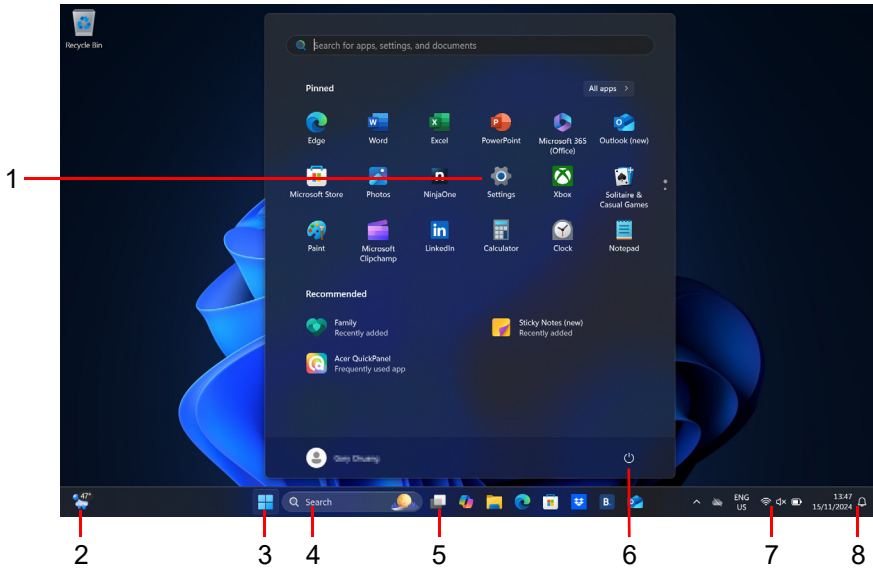 Recycle Bin
Search for apps, settings, and documents
Pinned
All apps >
Edge
Word
Excel
PowerPoint
Microsoft 365
(Office)
Outlook (new)
1
Microsoft Store
Photos
NinjaOne
Settings
Xbox
Solitaire &
Casual Games
Paint
Microsoft
Clipchamp
LinkedIn
Calculator
Clock
Notepad
Recommended
Family
Recently added
Sticky Notes (new)
Recently added
Acer QuickPanel
Frequently used app
47°
Search
ENG
US
13:47
15/11/2024
2 3 4 5 6 7 8